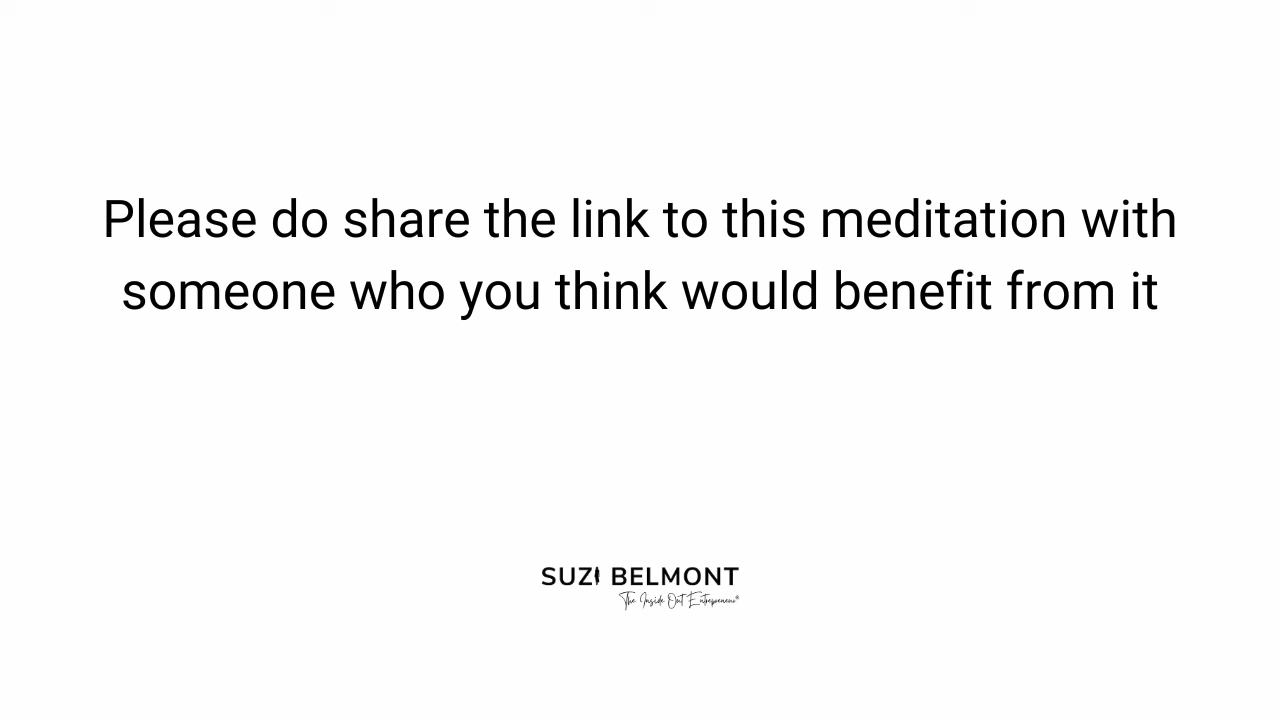 Please do share the link to this meditation with
someone who you think would benefit from it
SUZI BELMONT
The Inside Out Entrepreneur®